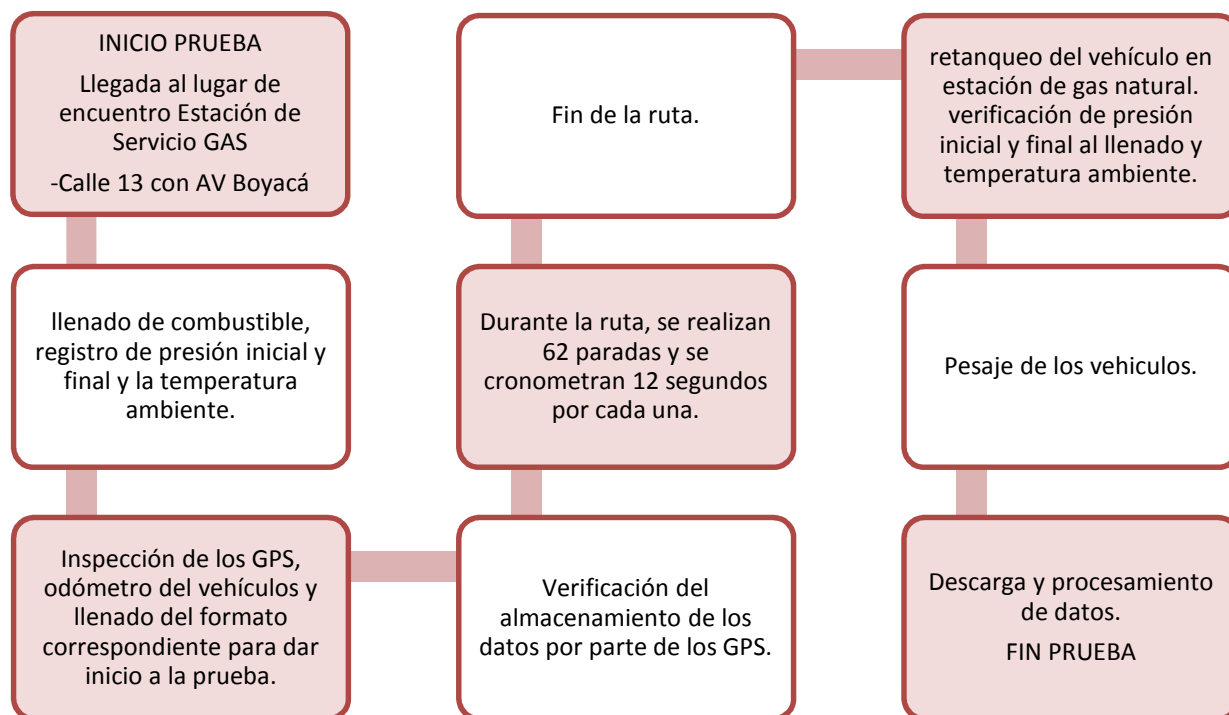 INICIO PRUEBA
Llegada al lugar de
encuentro Estación de
Servicio GAS
-Calle 13 con AV Boyacá
llenado de combustible,
registro de presión inicial y
final y la temperatura
ambiente.
Inspección de los GPS,
odómetro del vehículos y
llenado del formato
correspondiente para dar
inicio a la prueba.
Verificación del
almacenamiento de los
datos por parte de los GPS.
Durante la ruta, se realizan
62 paradas y se
cronometran 12 segundos
por cada una.
Fin de la ruta.
retanqueo del vehículo en
estación de gas natural.
verificación de presión
inicial y final al llenado y
temperatura ambiente.
Pesaje de los vehiculos.
Descarga y procesamiento
de datos.
FIN PRUEBA